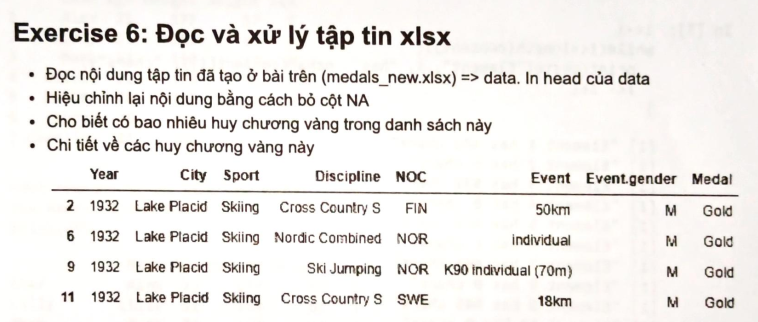 Exercise 6: Đọc và xử lý tập tin xlsx
• Đọc nội dung tập tin đã tạo ở bài trên (medals_new.xlsx) => data. In head của data
• Hiệu chỉnh lại nội dung bằng cách bỏ cột NA
• Cho biết có bao nhiêu huy chương vàng trong danh sách này
• Chi tiết về các huy chương vàng này
Year City Sport Discipline NOC Event Event.gender Medal
2 1932 Lake Placid Skiing Cross Country S FIN 50km M Gold
6 1932 Lake Placid Skiing Nordic Combined NOR individual M Gold
9 1932 Lake Placid Skiing Ski Jumping NOR K90 individual (70m) M Gold
11 1932 Lake Placid Skiing Cross Country S SWE 18km M Gold